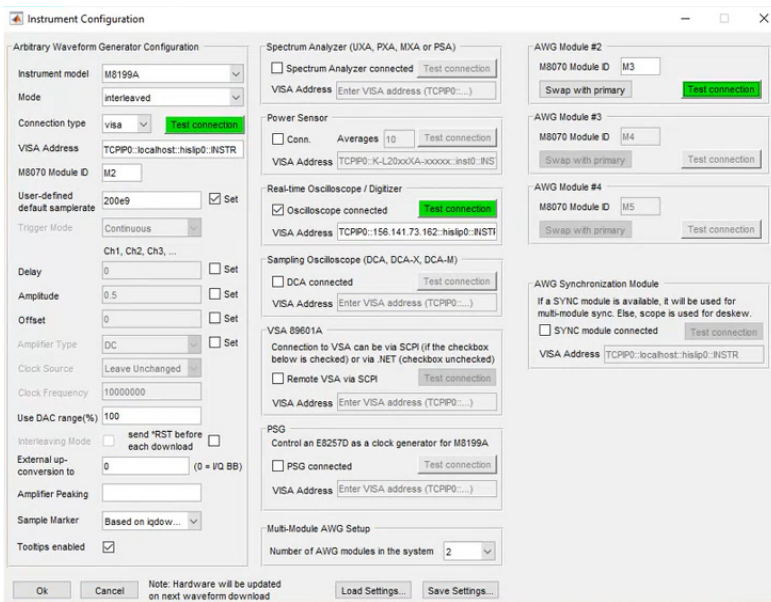 Instrument Configuration
Arbitrary Waveform Generator Configuration
Instrument model M8199A
Mode interleaved
Connection type visa Test connection
VISA Address TCPIP0::localhost::hislip0::INSTR
M8070 Module ID M2
User-defined
default samplerate 200e9 Set
Trigger Mode Continuous
Ch1, Ch2, Ch3, ...
Delay 0 Set
Amplitude 0.5 Set
Offset 0 Set
Amplifier Type DC Set
Clock Source Leave Unchanged
Clock Frequency 10000000
Use DAC range(%) 100
Interleaving Mode send *RST before
each download
External up-
conversion to 0 (0 = I/Q BB)
Amplifier Peaking
Sample Marker Based on iqdow...
Tooltips enabled
Spectrum Analyzer (UXA, PXA, MXA or PSA)
Spectrum Analyzer connected Test connection
VISA Address Enter VISA address (TCPIP0::...)
Power Sensor
Conn. Averages 10 Test connection
VISA Address TCPIP0::K-L20xxXA-xxxxx::inst0::INS
Real-time Oscilloscope / Digitizer
Oscilloscope connected Test connection
VISA Address TCPIP0::156.141.73.162::hislip0::INSTR
Sampling Oscilloscope (DCA, DCA-X, DCA-M)
DCA connected Test connection
VISA Address Enter VISA address (TCPIP0::...)
VSA 89601A
Connection to VSA can be via SCPI (if the checkbox
below is checked) or via .NET (checkbox unchecked)
Remote VSA via SCPI Test connection
VISA Address Enter VISA address (TCPIP0::...)
PSG
Control an E8257D as a clock generator for M8199A
PSG connected Test connection
VISA Address Enter VISA address (TCPIP0::...)
Multi-Module AWG Setup
Number of AWG modules in the system 2
AWG Module #2
M8070 Module ID M3
Swap with primary Test connection
AWG Module #3
M8070 Module ID M4
Swap with primary Test connection
AWG Module #4
M8070 Module ID M5
Swap with primary Test connection
AWG Synchronization Module
If a SYNC module is available, it will be used for
multi-module sync. Else, scope is used for deskew.
SYNC module connected Test connection
VISA Address TCPIP0::localhost::hislip0::INSTR
Ok Cancel Note: Hardware will be updated
on next waveform download
Load Settings... Save Settings...